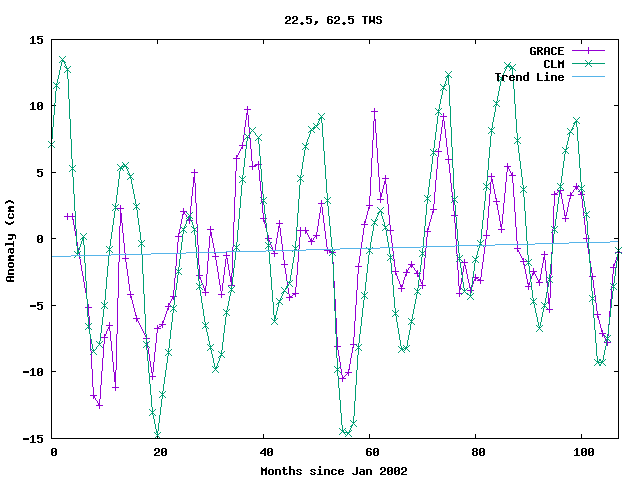 22.5, 62.5 TWS
GRACE
CLM
Trend Line
15
10
5
0
-5
-10
-15
Anomaly (cm)
0 20 40 60 80 100
Months since Jan 2002